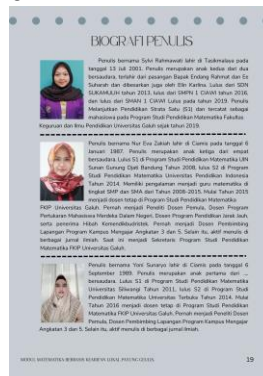 BIOGRAFI PENULIS
Penulis bernama Sylvi Rahmawati lahir di Tasikmalaya pada
tanggal 13 Juli 2001. Penulis merupakan anak kedua dari dua
bersaudara, terlahir dari pasangan Bapak Endang Rahmat dan Ee
Suharsih dan dibesarkan juga oleh Elin Karlina. Lulus dari SDN
SUKAMULIH tahun 2013, lulus dari SMPN 1 CIAWI tahun 2016,
dan lulus dari SMAN 1 CIAWI Lulus pada tahun 2019. Penulis
Melanjutkan Pendidikan Strata Satu (S1) dan tercatat sebagai
mahasiswa pada Program Studi Pendidikan Matematika Fakultas
Keguruan dan Ilmu Pendidikan Universitas Galuh sejak tahun 2019.
Penulis bernama Nur Eva Zakiah lahir di Ciamis pada tanggal 6
Januari 1987. Penulis merupakan anak ketiga dari empat
bersaudara. Lulus S1 di Program Studi Pendidikan Matematika UIN
Sunan Gunung Djati Bandung Tahun 2008, lulus S2 di Program
Studi Pendidikan Matematika Universitas Pendidikan Indonesia
Tahun 2014. Memiliki pengalaman menjadi guru matematika di
tingkat SMP dan SMA dari Tahun 2008-2015. Mulai Tahun 2015
menjadi dosen tetap di Program Studi Pendidikan Matematika
FKIP Universitas Galuh. Pernah menjadi Peneliti Dosen Pemula, Dosen Program
Pertukaran Mahasiswa Merdeka Dalam Negeri, Dosen Program Pendidikan Jarak Jauh,
serta penerima Hibah Kemendikbudristek. Pernah menjadi Dosen Pembimbing
Lapangan Program Kampus Mengajar Angkatan 3 dan 5. Selain itu, aktif menulis di
berbagai jurnal ilmiah. Saat ini menjadi Sekretaris Program Studi Pendidikan
Matematika FKIP Universitas Galuh.
Penulis bernama Yoni Sunaryo lahir di Ciamis pada tanggal 6
September 1989. Penulis merupakan anak pertama dari ...
bersaudara. Lulus S1 di Program Studi Pendidikan Matematika
Universitas Siliwangi Tahun 2011, lulus S2 di Program Studi
Pendidikan Matematika Universitas Terbuka Tahun 2014. Mulai
Tahun 2016 menjadi dosen tetap di Program Studi Pendidikan
Matematika FKIP Universitas Galuh. Pernah menjadi Peneliti Dosen
Pemula, Dosen Pembimbing Lapangan Program Kampus Mengajar
Angkatan 3 dan 5. Selain itu, aktif menulis di berbagai jurnal ilmiah.
MODUL MATEMATIKA BERBASIS KEARIFAN LOKAL PAYUNG GEULIS
19